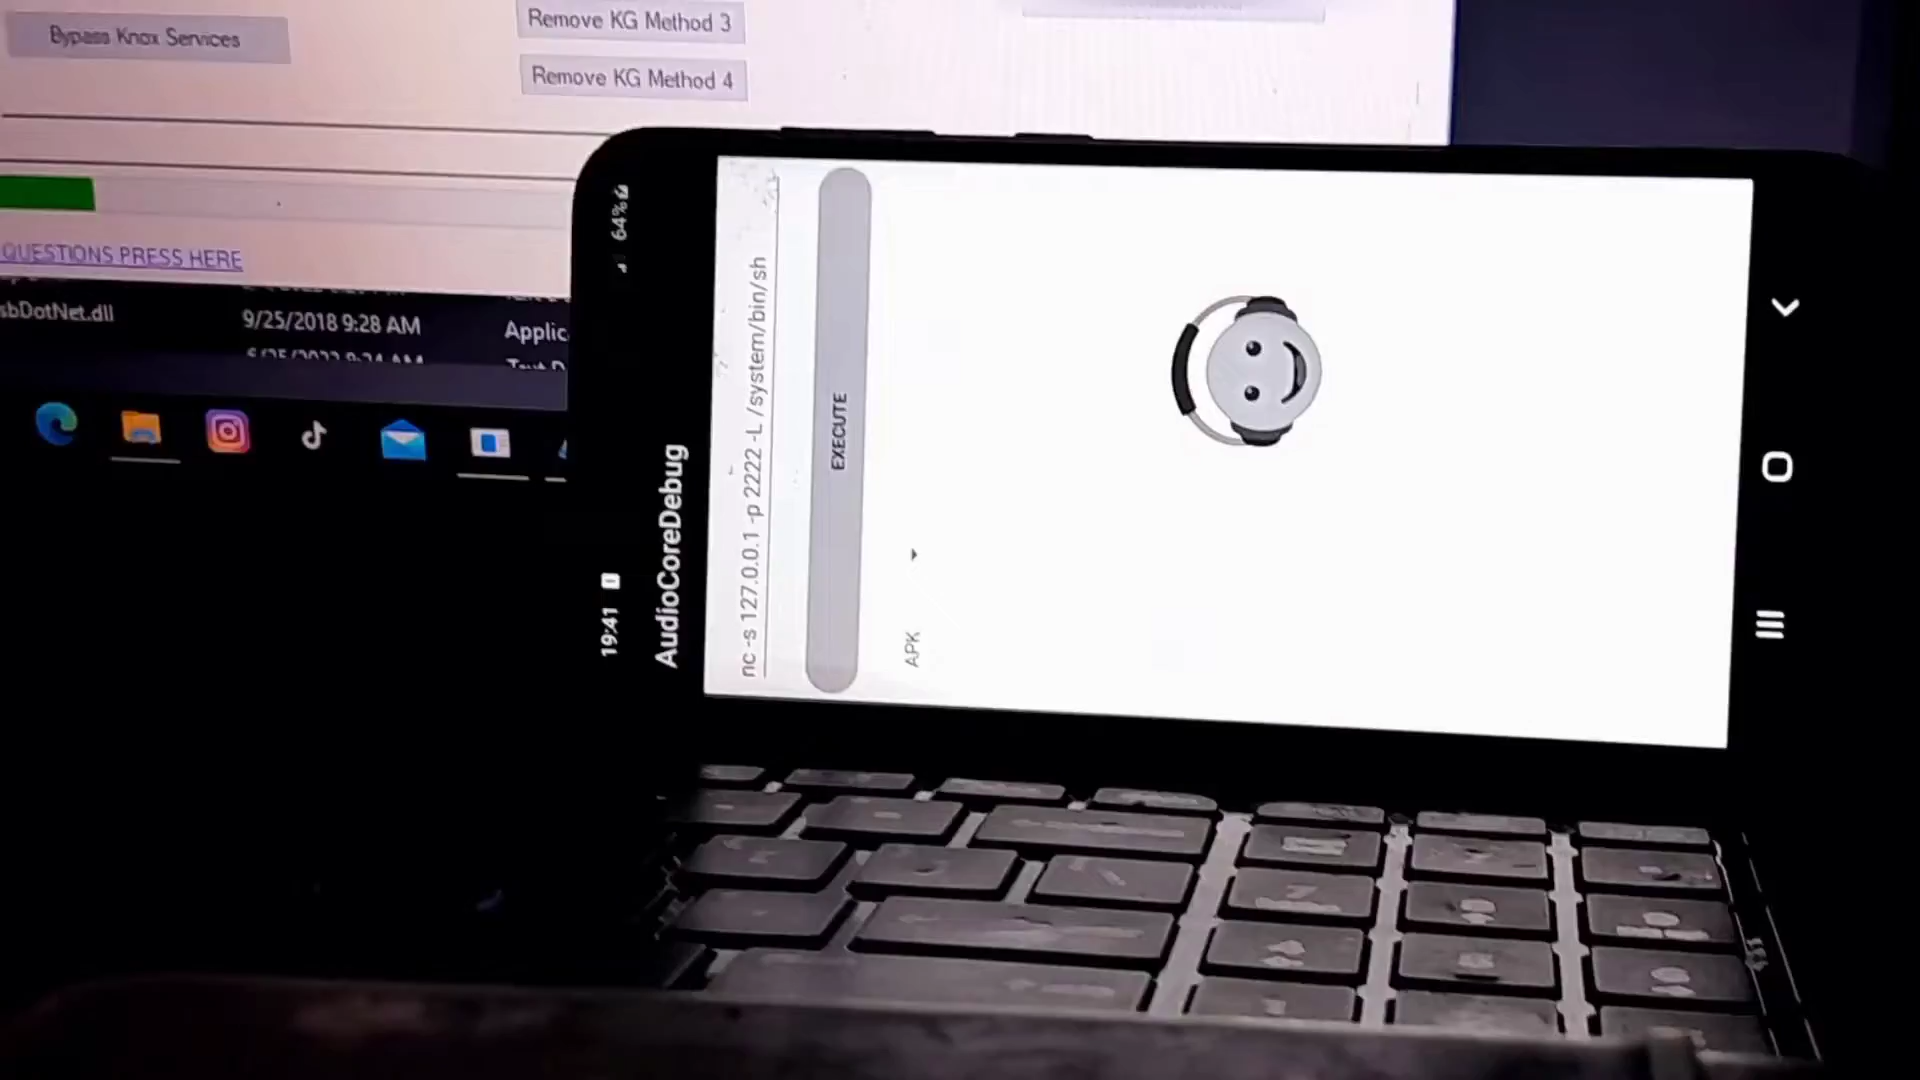 Bypass Knox Services
Remove KG Method 3
Remove KG Method 4
QUESTIONS PRESS HERE
sbDotNet.dll
9/25/2018 9:28 AM
Applic
19:41
64%
AudioCoreDebug
nc -s 127.0.0.1 -p 2222 -L /system/bin/sh
EXECUTE
APK